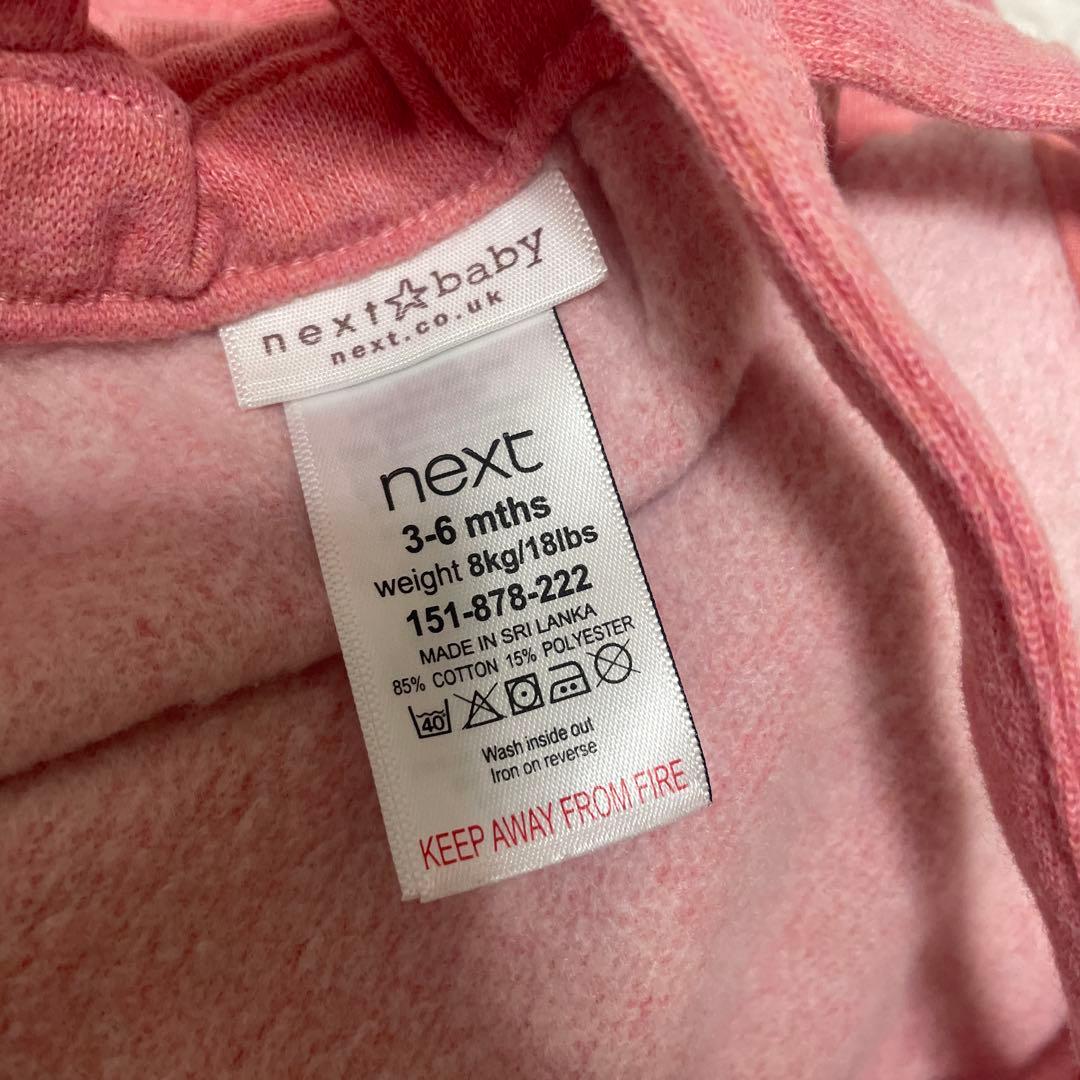 next☆baby
next.co.uk
next
3-6 mths
weight 8kg/18lbs
151-878-222
MADE IN SRI LANKA
85% COTTON 15% POLYESTER
40
Wash inside out
Iron on reverse
KEEP AWAY FROM FIRE